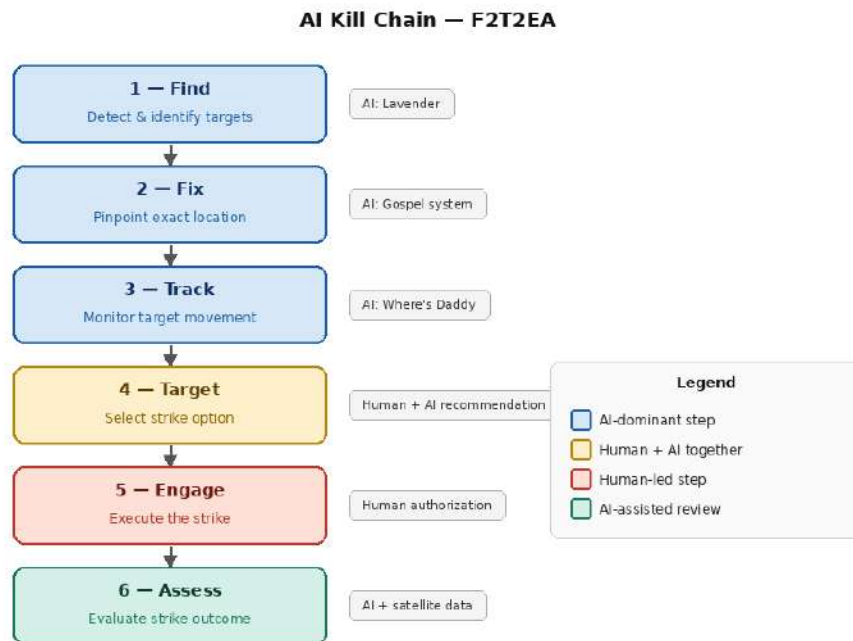 AI Kill Chain — F2T2EA
1 — Find
Detect & identify targets
AI: Lavender
2 — Fix
Pinpoint exact location
AI: Gospel system
3 — Track
Monitor target movement
AI: Where's Daddy
4 — Target
Select strike option
Human + AI recommendation
5 — Engage
Execute the strike
Human authorization
6 — Assess
Evaluate strike outcome
AI + satellite data
Legend
AI-dominant step
Human + AI together
Human-led step
AI-assisted review